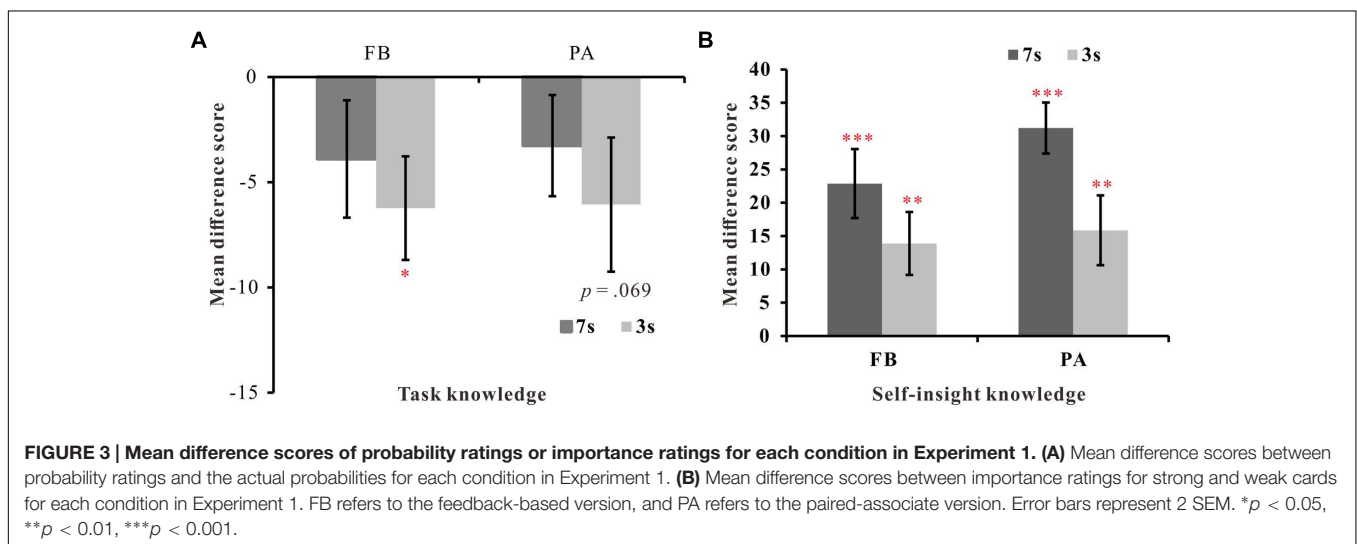 A
FB PA
0
-5
-10
-15
Mean difference score
*
p = .069
7s 3s
Task knowledge
B
7s 3s
40
35
30
25
20
15
10
5
0
Mean difference score
***
**
***
**
FB PA
Self-insight knowledge
FIGURE 3 | Mean difference scores of probability ratings or importance ratings for each condition in Experiment 1. (A) Mean difference scores between
probability ratings and the actual probabilities for each condition in Experiment 1. (B) Mean difference scores between importance ratings for strong and weak cards
for each condition in Experiment 1. FB refers to the feedback-based version, and PA refers to the paired-associate version. Error bars represent 2 SEM. *p < 0.05,
**p < 0.01, ***p < 0.001.